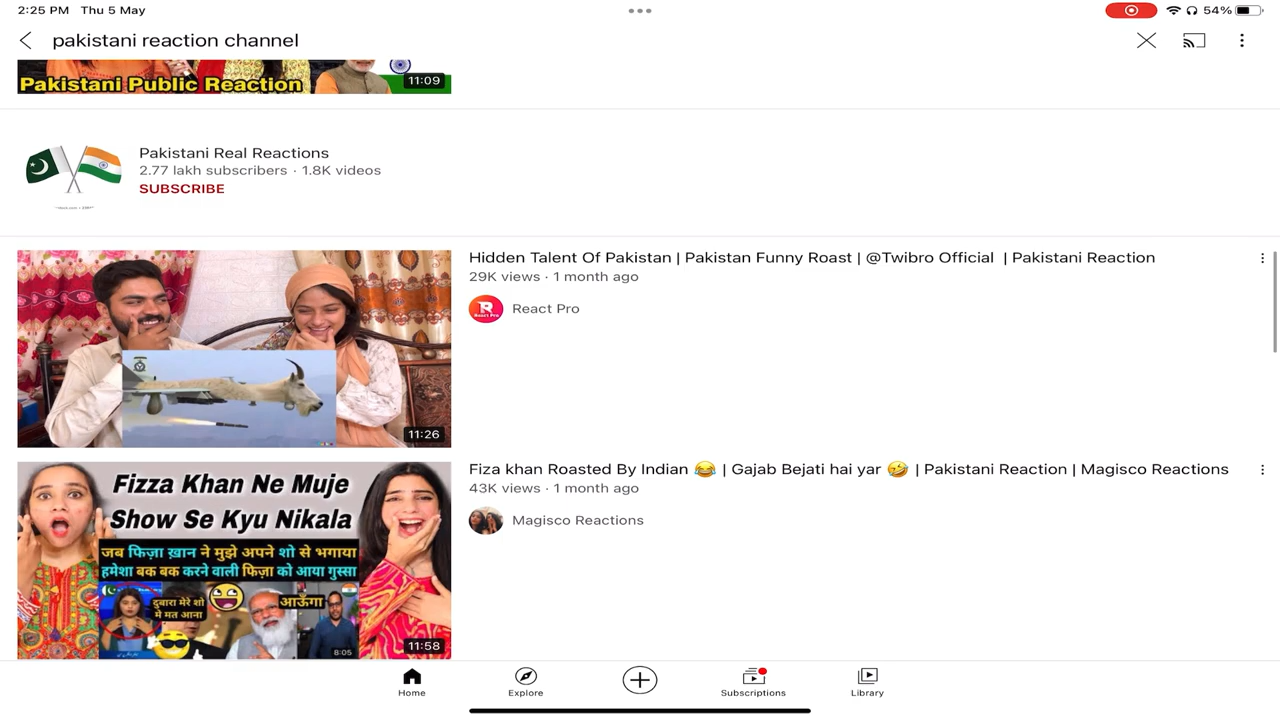 2:25 PM Thu 5 May
54%
pakistani reaction channel
Pakistani Public Reaction
11:09
Pakistani Real Reactions
2.77 lakh subscribers · 1.8K videos
SUBSCRIBE
Hidden Talent Of Pakistan | Pakistan Funny Roast | @Twibro Official | Pakistani Reaction
29K views · 1 month ago
R
React Pro
React Pro
11:26
Fiza khan Roasted By Indian 😂 | Gajab Bejati hai yar 🤣 | Pakistani Reaction | Magisco Reactions
43K views · 1 month ago
Magisco Reactions
Fizza Khan Ne Muje
Show Se Kyu Nikala
जब फिज़ा ख़ान ने मुझे अपने शो से भगाया
हमेशा बक बक करने वाली फिज़ा को आया गुस्सा
दुबारा मेरे शो
मे मत आना
आऊँगा
8:05
11:58
Home
Explore
Subscriptions
Library